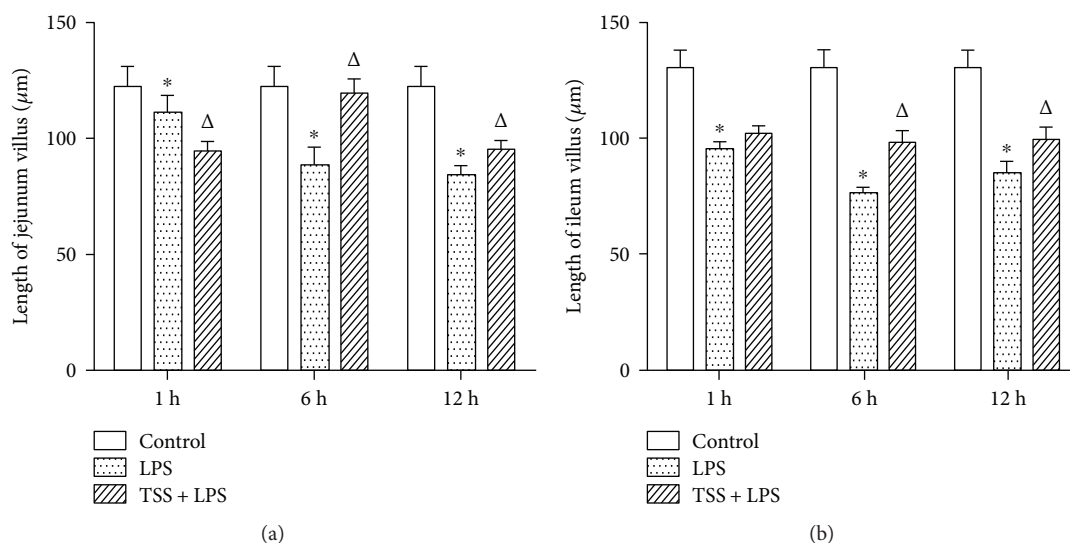 150
100
50
0
Length of jejunum villus (μm)
*
Δ
*
Δ
*
Δ
1 h
6 h
12 h
Control
LPS
TSS + LPS
(a)
150
100
50
0
Length of ileum villus (μm)
*
*
Δ
*
Δ
1 h
6 h
12 h
Control
LPS
TSS + LPS
(b)